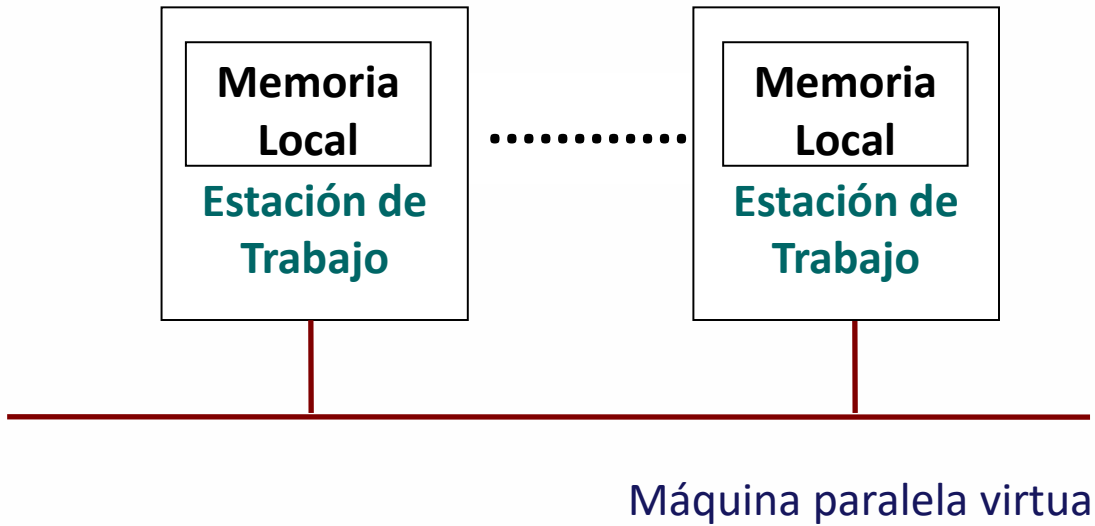 Memoria
Local
Estación de
Trabajo
...........
Memoria
Local
Estación de
Trabajo
Máquina paralela virtua